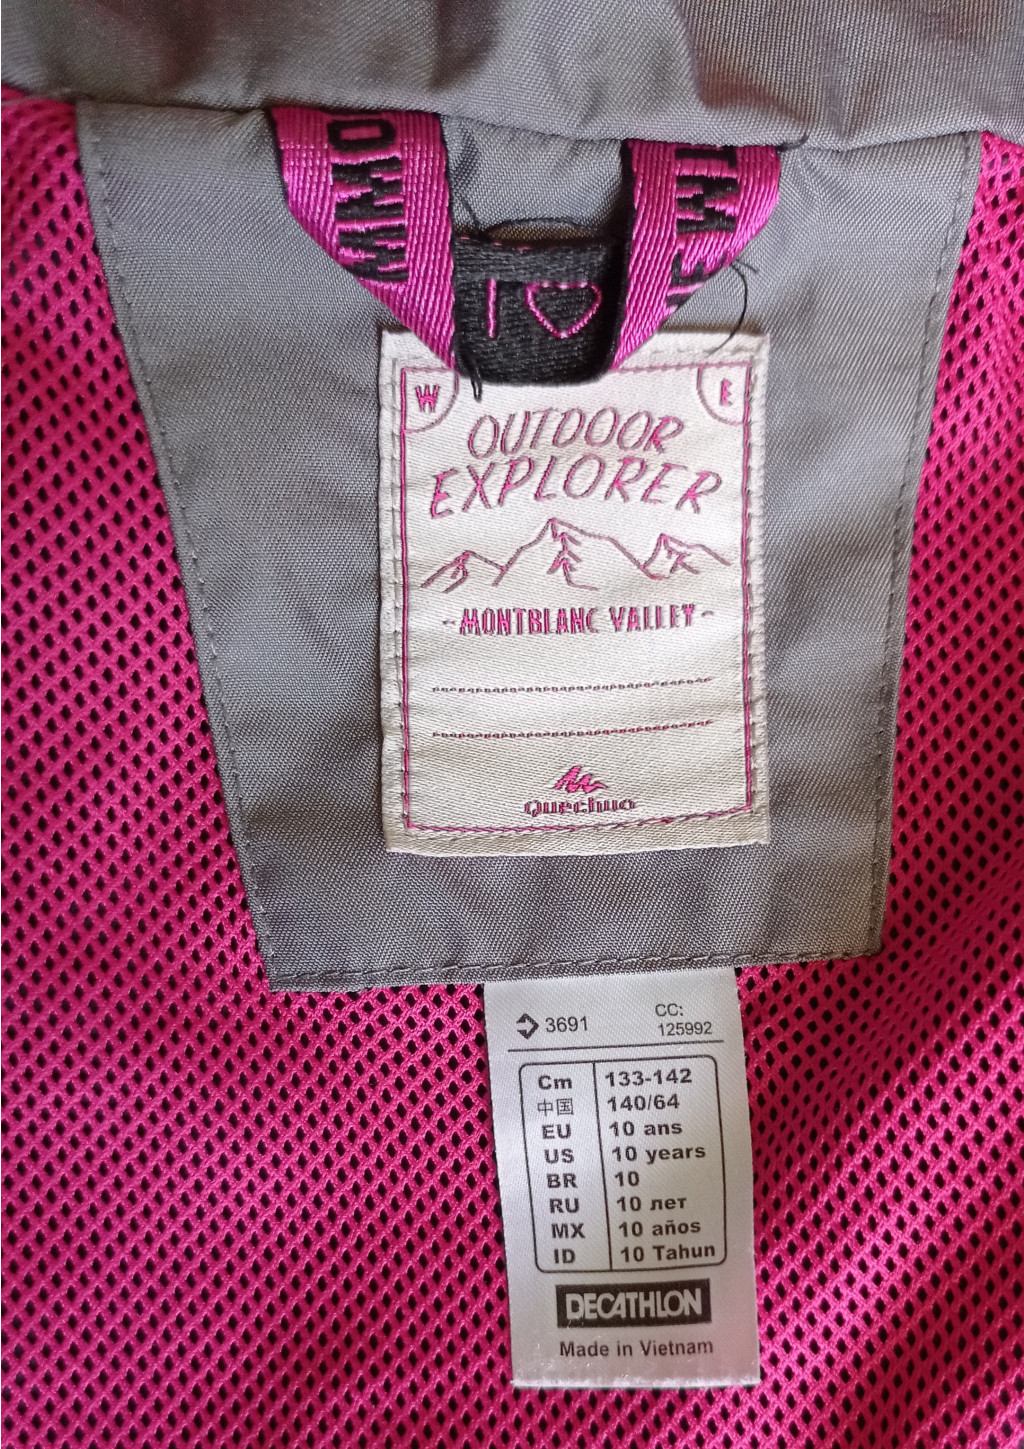 I
W
E
OUTDOOR
EXPLORER
-MONTBLANC VALLEY-
Quechua
3691
CC:
125992
Cm 133-142
中国 140/64
EU 10 ans
US 10 years
BR 10
RU 10 лет
MX 10 años
ID 10 Tahun
DECATHLON
Made in Vietnam